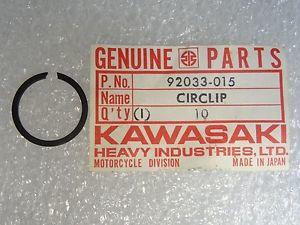 GENUINE PARTS
P. No. 92033-015
Name CIRCLIP
Q'ty (1) 10
KAWASAKI
HEAVY INDUSTRIES, LTD.
MOTORCYCLE DIVISION MADE IN JAPAN